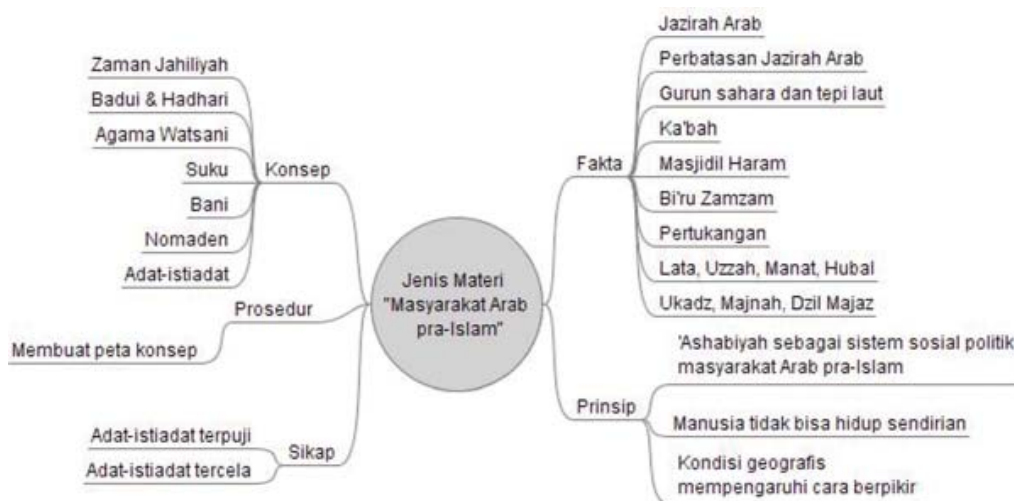 Jenis Materi
"Masyarakat Arab
pra-Islam"
Konsep
Zaman Jahiliyah
Badui & Hadhari
Agama Watsani
Suku
Bani
Nomaden
Adat-istiadat
Prosedur
Membuat peta konsep
Sikap
Adat-istiadat terpuji
Adat-istiadat tercela
Fakta
Jazirah Arab
Perbatasan Jazirah Arab
Gurun sahara dan tepi laut
Ka'bah
Masjidil Haram
Bi'ru Zamzam
Pertukangan
Lata, Uzzah, Manat, Hubal
Ukadz, Majnah, Dzil Majaz
Prinsip
'Ashabiyah sebagai sistem sosial politik
masyarakat Arab pra-Islam
Manusia tidak bisa hidup sendirian
Kondisi geografis
mempengaruhi cara berpikir